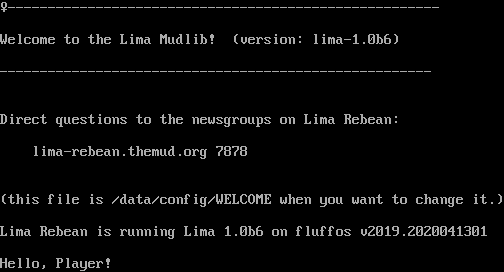 ♀------------------------------------------------------
Welcome to the Lima Mudlib!  (version: lima-1.0b6)
------------------------------------------------------
Direct questions to the newsgroups on Lima Rebean:
    lima-rebean.themud.org 7878
(this file is /data/config/WELCOME when you want to change it.)
Lima Rebean is running Lima 1.0b6 on fluffos v2019.2020041301
Hello, Player!